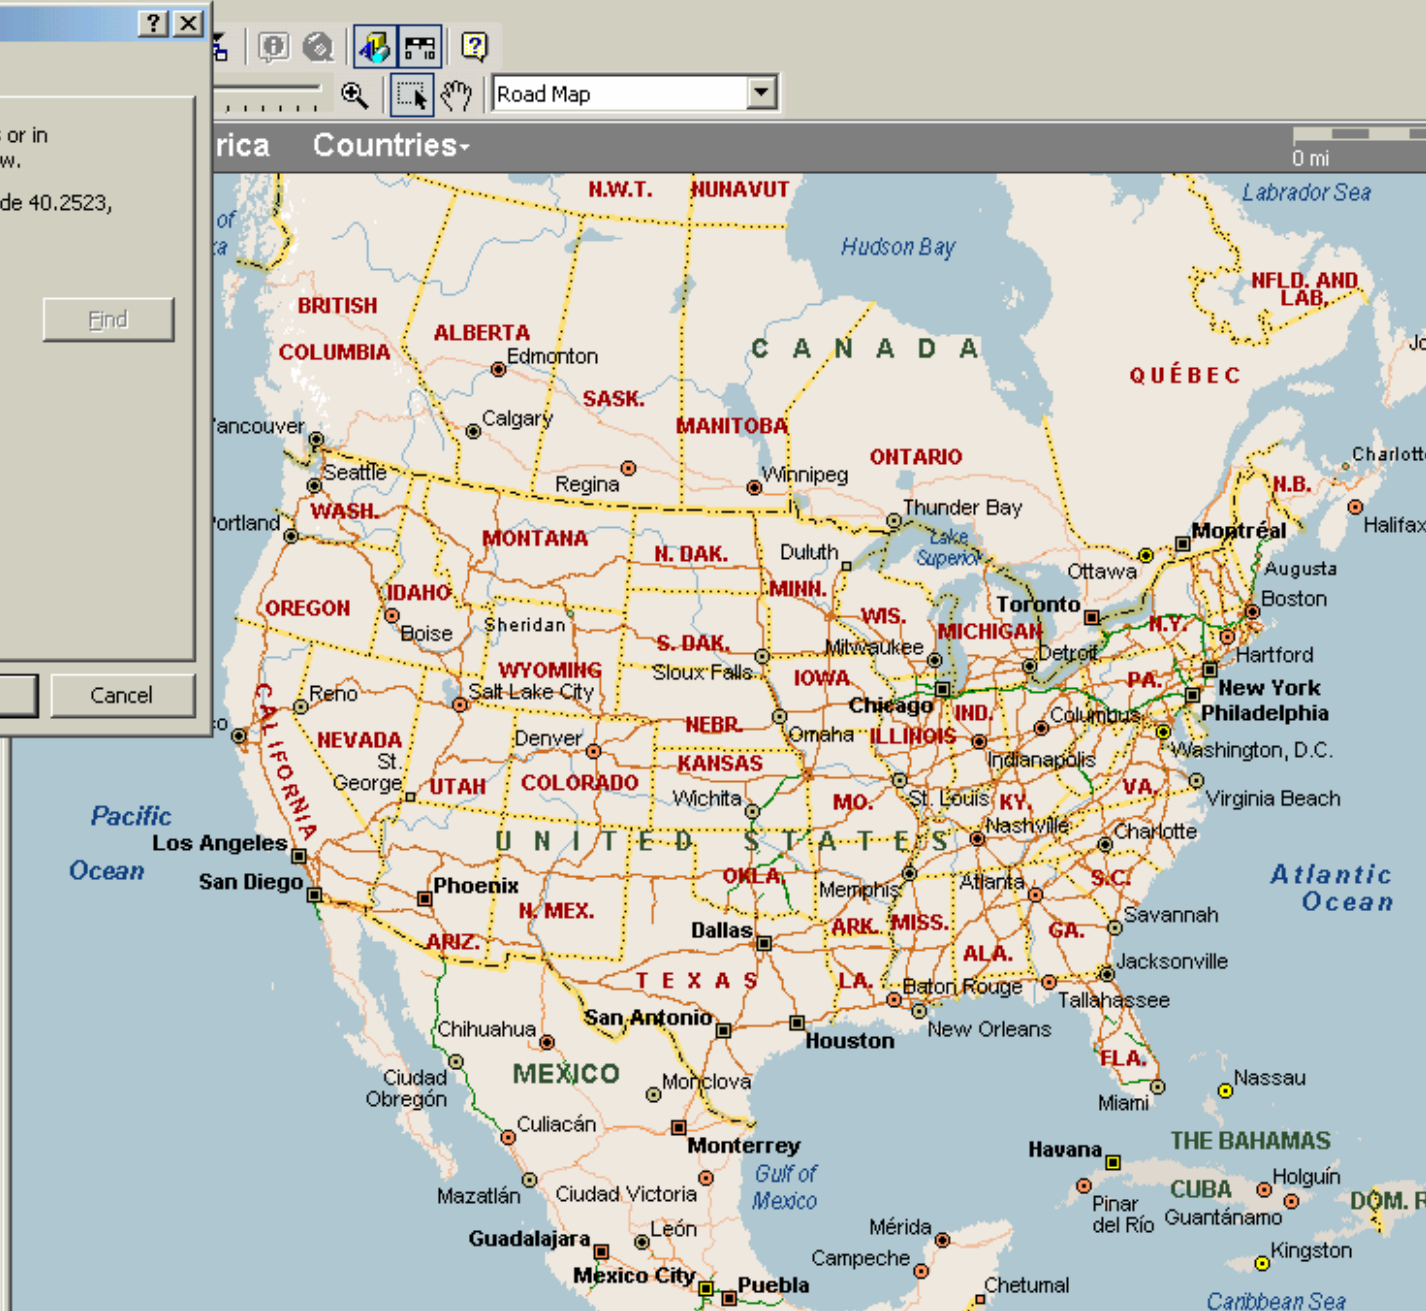 Road Map
s or in
w.
rica Countries
0 mi
de 40.2523,
Find
Cancel
N.W.T.
NUNAVUT
Labrador Sea
of
Hudson Bay
NFLD. AND
LAB.
BRITISH
COLUMBIA
ALBERTA
Edmonton
CANADA
QUÉBEC
SASK.
Calgary
MANITOBA
ancouver
ONTARIO
Charlott
Seattle
Regina
Winnipeg
N.B.
WASH.
Thunder Bay
Halifax
ortland
MONTANA
N. DAK.
Duluth
Lake
Superior
Montréal
Ottawa
Augusta
IDAHO
MINN.
Toronto
Boston
OREGON
Boise
Sheridan
WIS.
MICHIGAN
N.Y.
S. DAK.
Milwaukee
Detroit
Hartford
WYOMING
Sioux Falls
IOWA
PA.
Reno
Salt Lake City
Chicago
IND.
New York
Columbus
Philadelphia
CALIFORNIA
NEVADA
Denver
NEBR.
Omaha
ILLINOIS
Indianapolis
Washington, D.C.
St.
George
UTAH
COLORADO
KANSAS
Wichita
MO.
St. Louis
KY.
VA.
Virginia Beach
Pacific
Ocean
Los Angeles
UNITED STATES
Nashville
Charlotte
San Diego
Phoenix
OKLA.
Memphis
Atlanta
S.C.
Atlantic
Ocean
N. MEX.
ARIZ.
Dallas
ARK.
MISS.
ALA.
GA.
Savannah
TEXAS
LA.
Baton Rouge
Jacksonville
Tallahassee
Chihuahua
San Antonio
Houston
New Orleans
MEXICO
FLA.
Ciudad
Obregón
Monclova
Miami
Nassau
Culiacán
Monterrey
Havana
THE BAHAMAS
Mazatlán
Ciudad Victoria
Gulf of
Mexico
Pinar
del Río
CUBA
Holguín
Guantánamo
DOM. R
Guadalajara
León
Mérida
Campeche
Kingston
Mexico City
Puebla
Chetumal
Caribbean Sea